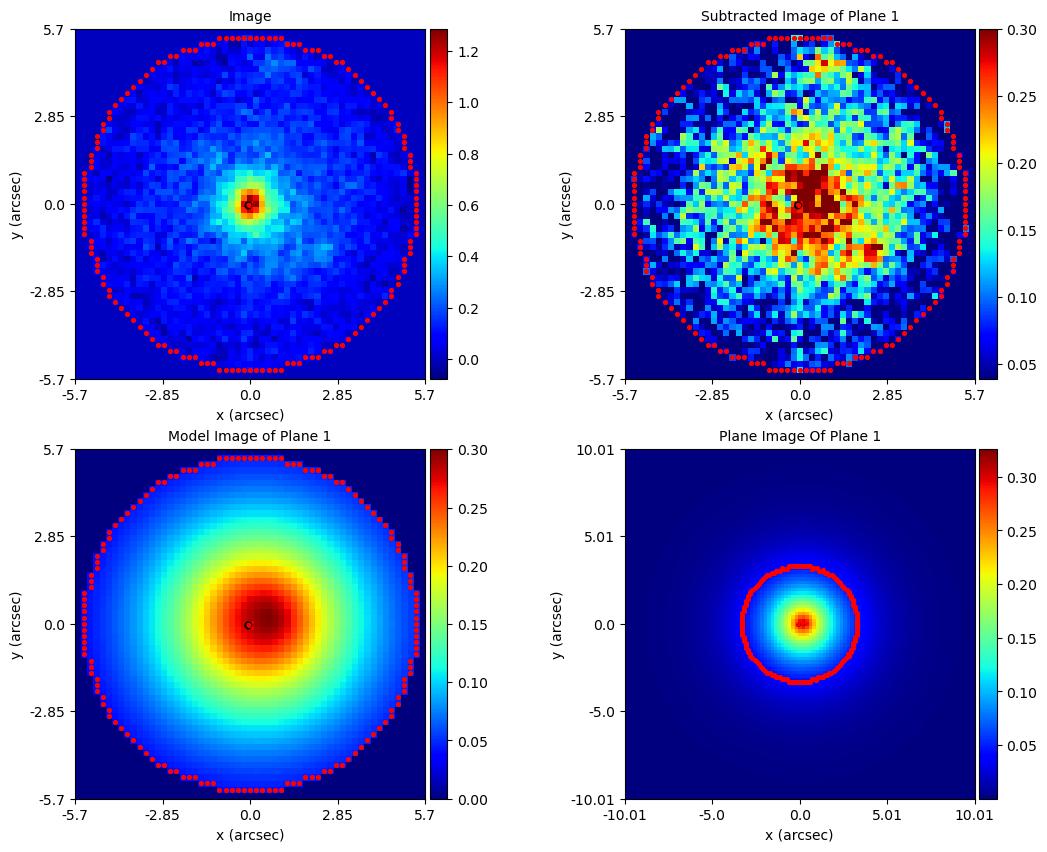 Image
5.7
2.85
0.0
-2.85
-5.7
y (arcsec)
-5.7 -2.85 0.0 2.85 5.7
x (arcsec)
1.2
1.0
0.8
0.6
0.4
0.2
0.0
Subtracted Image of Plane 1
5.7
2.85
0.0
-2.85
-5.7
y (arcsec)
-5.7 -2.85 0.0 2.85 5.7
x (arcsec)
0.30
0.25
0.20
0.15
0.10
0.05
Model Image of Plane 1
5.7
2.85
0.0
-2.85
-5.7
y (arcsec)
-5.7 -2.85 0.0 2.85 5.7
x (arcsec)
0.30
0.25
0.20
0.15
0.10
0.05
0.00
Plane Image Of Plane 1
10.01
5.01
0.0
-5.0
-10.01
y (arcsec)
-10.01 -5.0 0.0 5.01 10.01
x (arcsec)
0.30
0.25
0.20
0.15
0.10
0.05